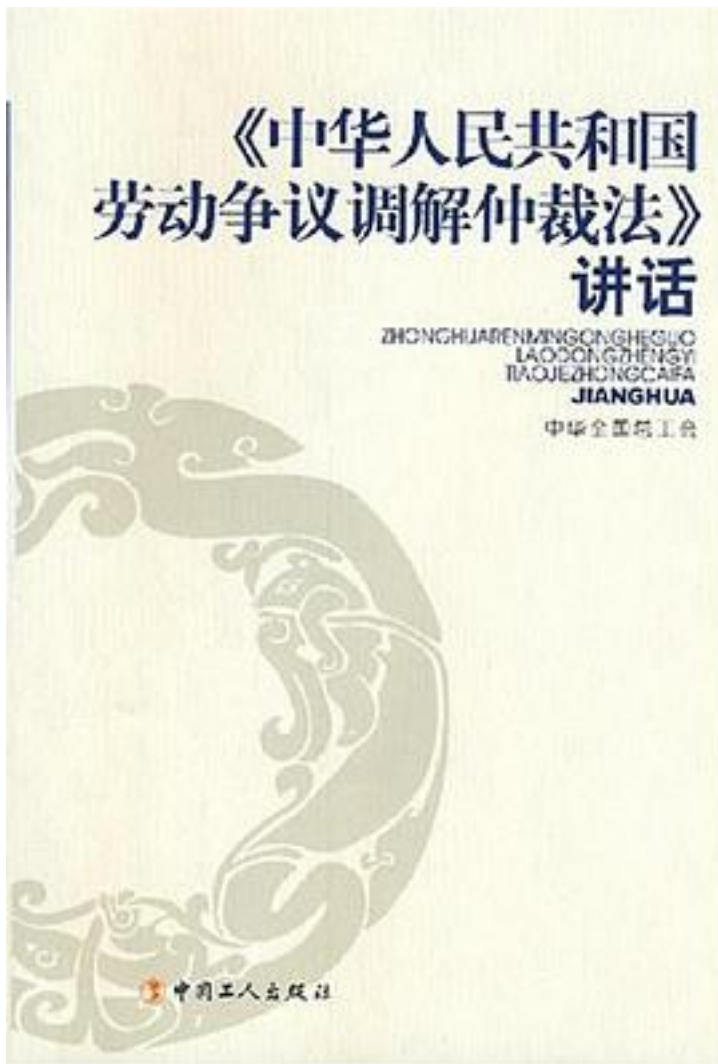 《中华人民共和国
劳动争议调解仲裁法》
讲话
ZHONGHUARENMINGONGHEGUO
LAODONGZHENGYI
TIAOJIEZHONGCAIFA
JIANGHUA
中华全国总工会
中国工人出版社